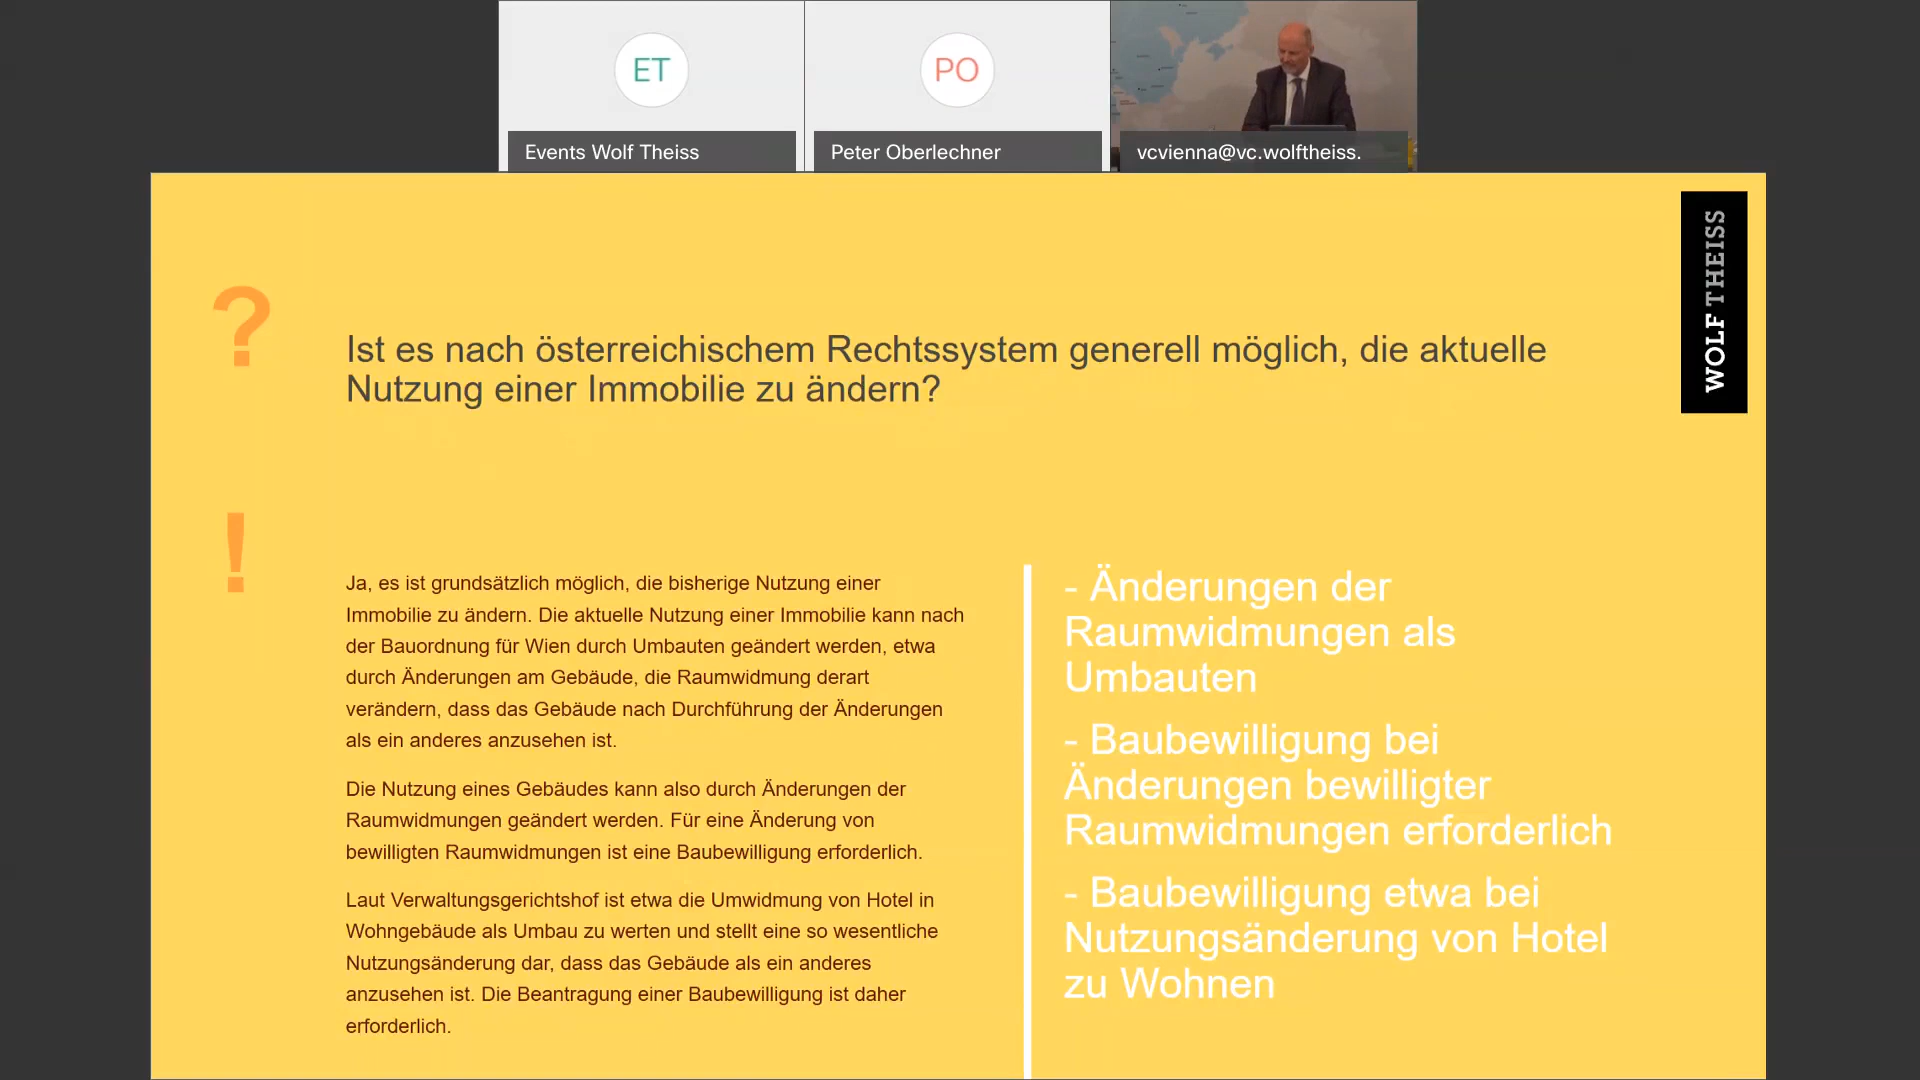 ET
PO
Events Wolf Theiss
Peter Oberlechner
vcvienna@vc.wolftheiss.
WOLF THEISS
?
Ist es nach österreichischem Rechtssystem generell möglich, die aktuelle
Nutzung einer Immobilie zu ändern?
!
Ja, es ist grundsätzlich möglich, die bisherige Nutzung einer
Immobilie zu ändern. Die aktuelle Nutzung einer Immobilie kann nach
der Bauordnung für Wien durch Umbauten geändert werden, etwa
durch Änderungen am Gebäude, die Raumwidmung derart
verändern, dass das Gebäude nach Durchführung der Änderungen
als ein anderes anzusehen ist.
Die Nutzung eines Gebäudes kann also durch Änderungen der
Raumwidmungen geändert werden. Für eine Änderung von
bewilligten Raumwidmungen ist eine Baubewilligung erforderlich.
Laut Verwaltungsgerichtshof ist etwa die Umwidmung von Hotel in
Wohngebäude als Umbau zu werten und stellt eine so wesentliche
Nutzungsänderung dar, dass das Gebäude als ein anderes
anzusehen ist. Die Beantragung einer Baubewilligung ist daher
erforderlich.
- Änderungen der
Raumwidmungen als
Umbauten
- Baubewilligung bei
Änderungen bewilligter
Raumwidmungen erforderlich
- Baubewilligung etwa bei
Nutzungsänderung von Hotel
zu Wohnen